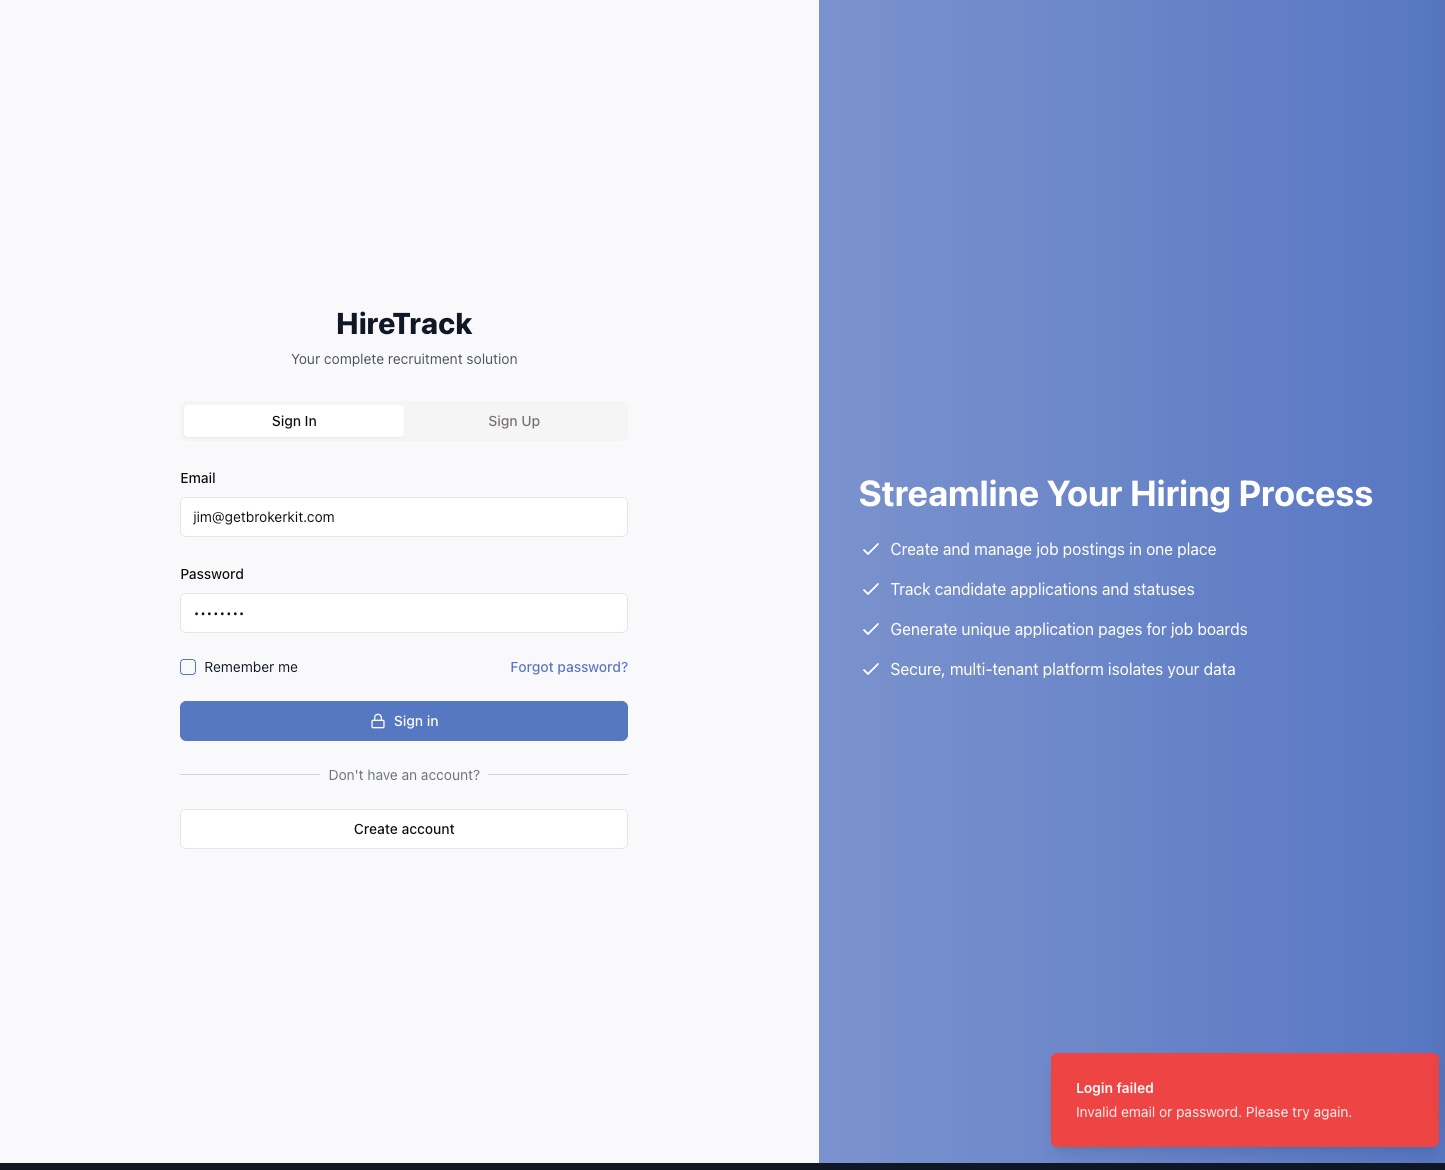 HireTrack
Your complete recruitment solution
Sign In
Sign Up
Email
jim@getbrokerkit.com
Password
••••••••
Remember me
Forgot password?
Sign in
Don't have an account?
Create account
Streamline Your Hiring Process
Create and manage job postings in one place
Track candidate applications and statuses
Generate unique application pages for job boards
Secure, multi-tenant platform isolates your data
Login failed
Invalid email or password. Please try again.